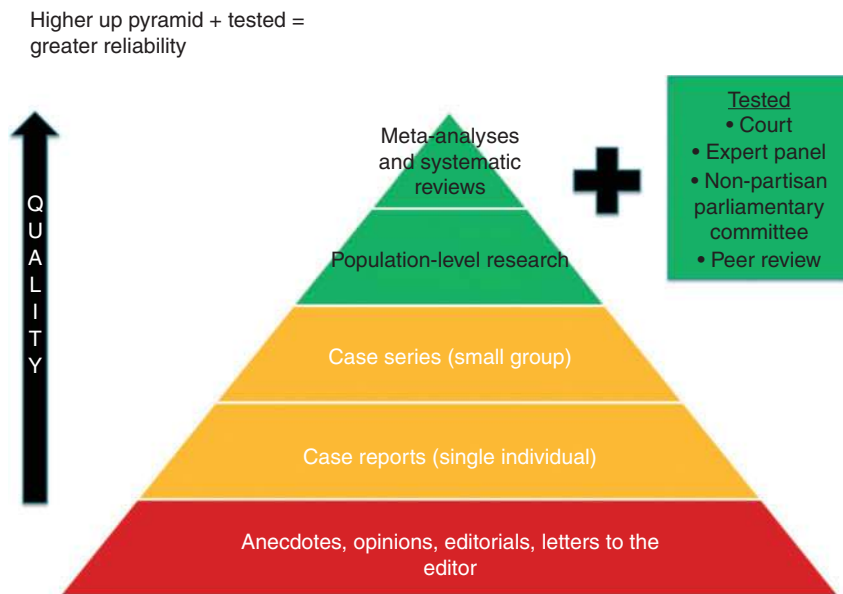 Higher up pyramid + tested =
greater reliability
QUALITY
Meta-analyses
and systematic
reviews
Population-level research
Case series (small group)
Case reports (single individual)
Anecdotes, opinions, editorials, letters to the
editor
Tested
• Court
• Expert panel
• Non-partisan
parliamentary
committee
• Peer review